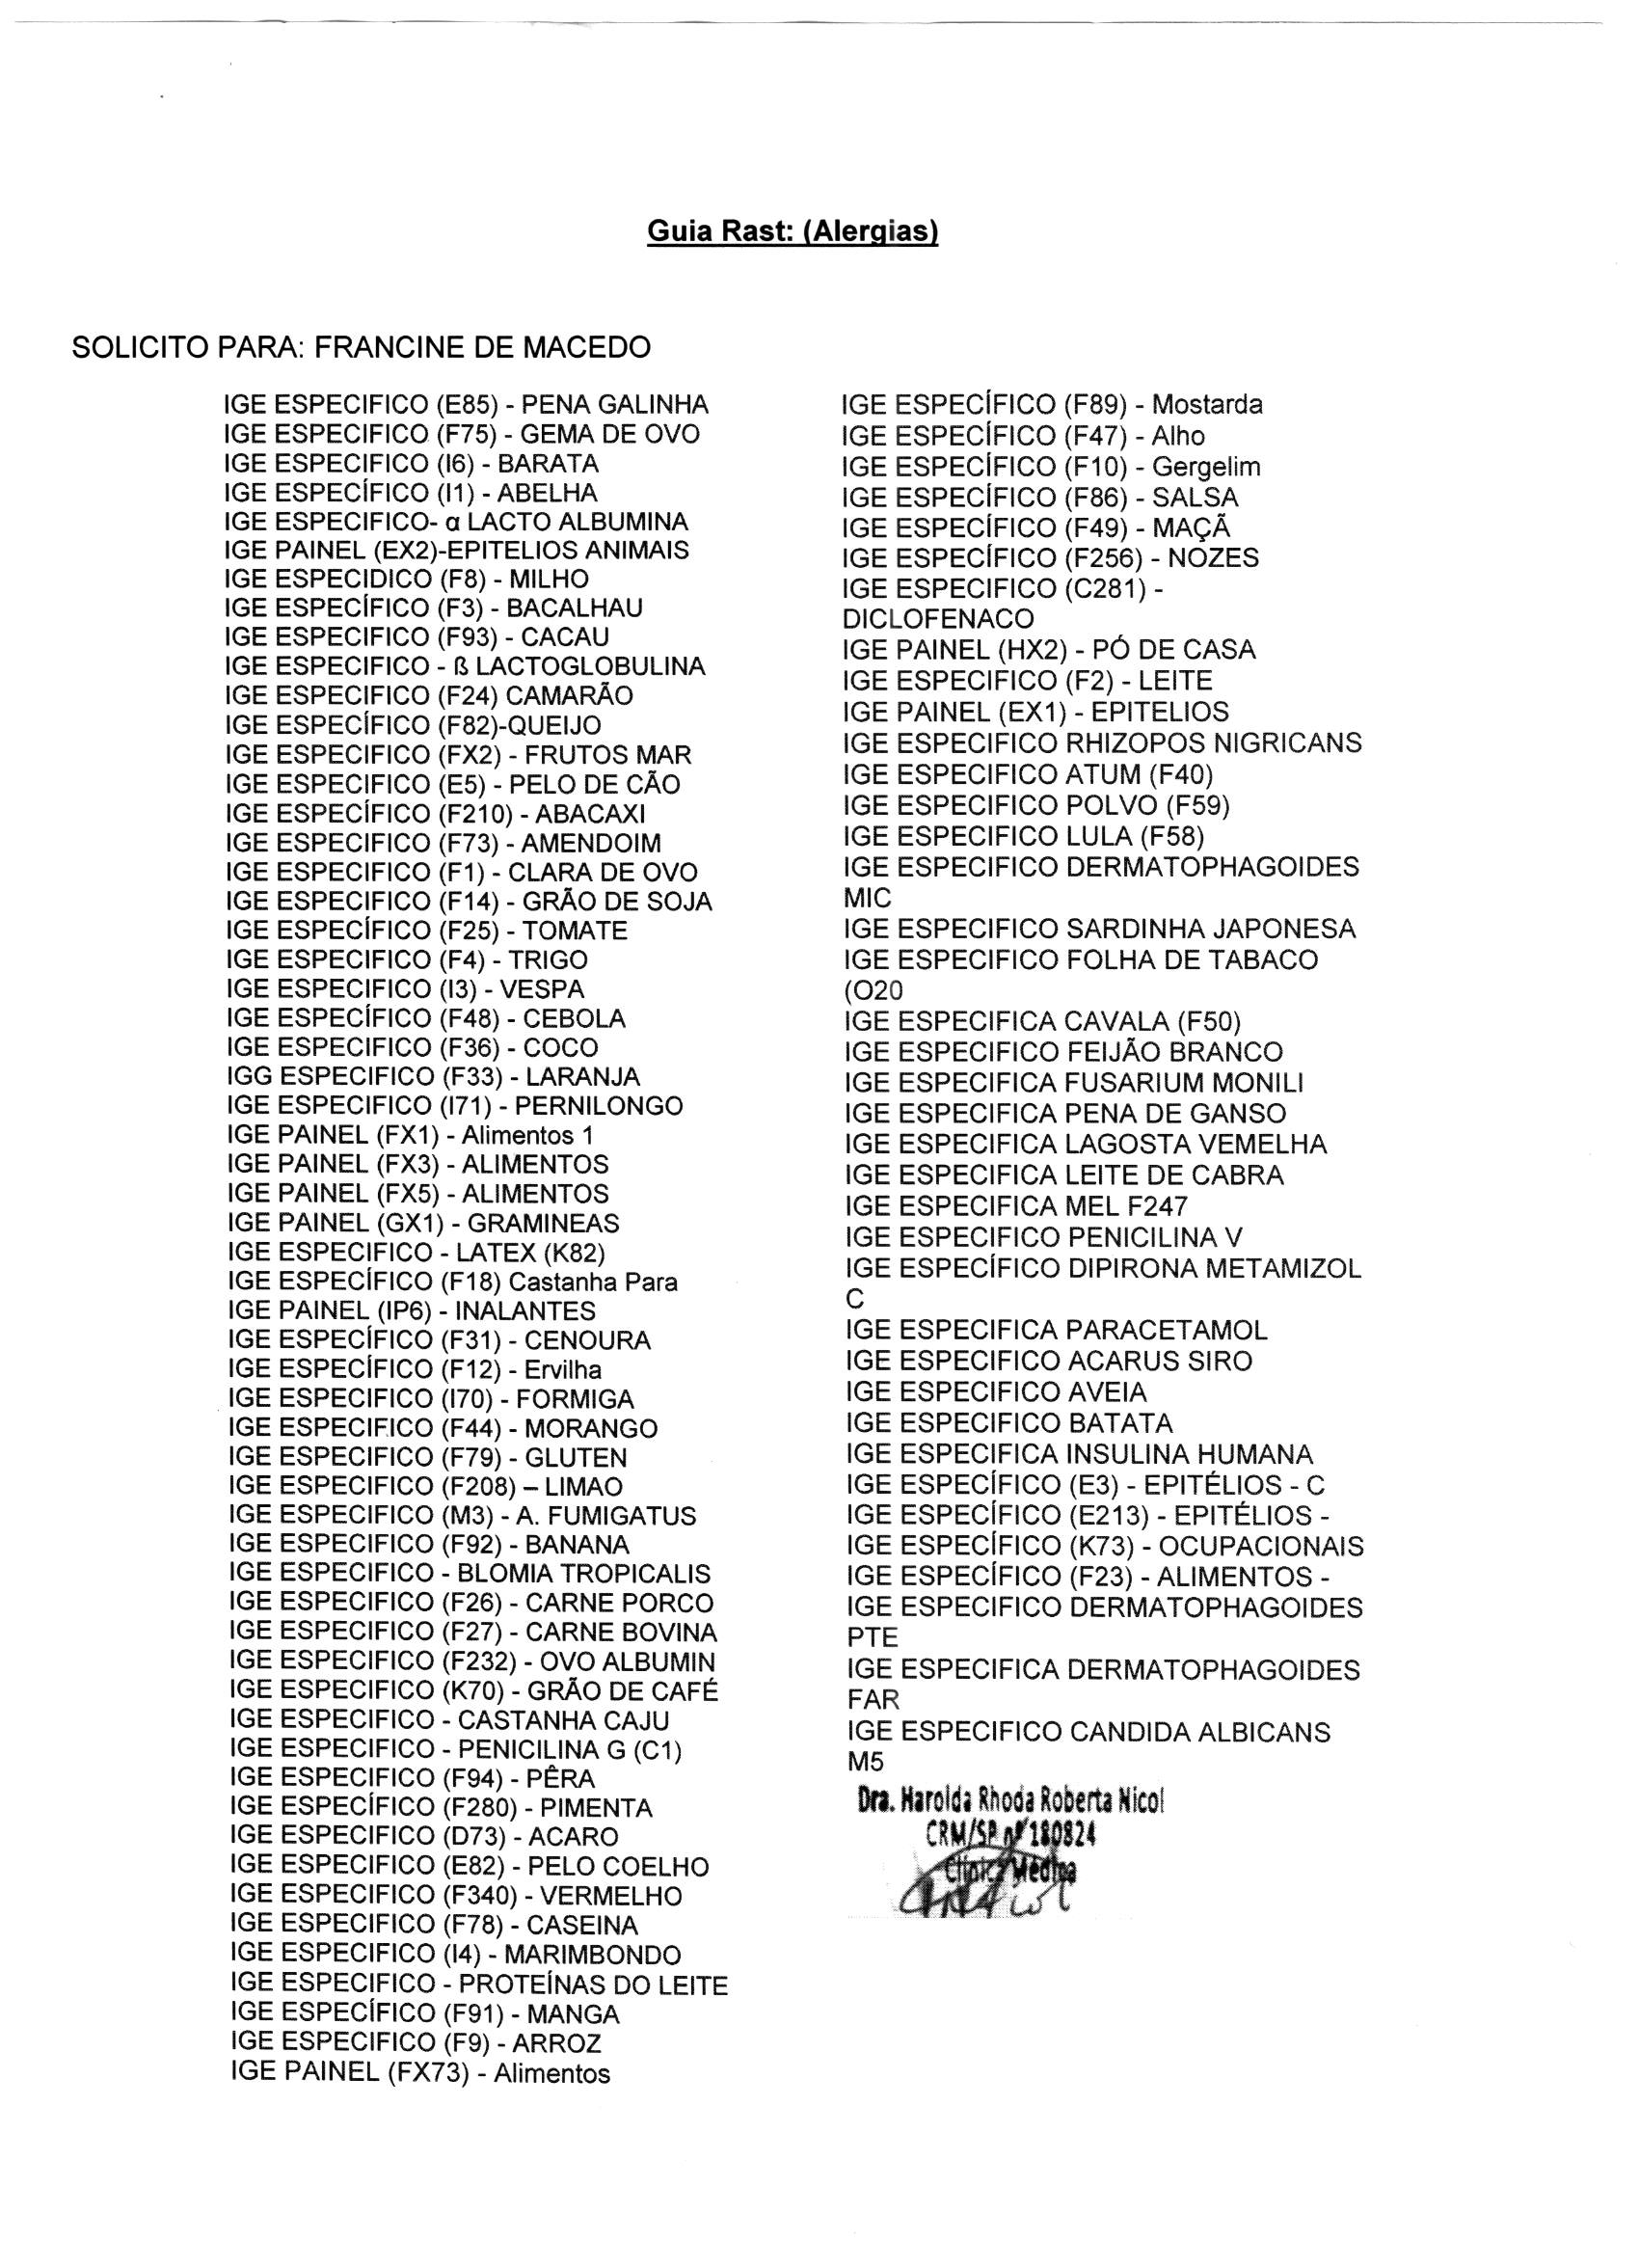 Guia Rast: (Alergias)
SOLICITO PARA: FRANCINE DE MACEDO
IGE ESPECIFICO (E85) - PENA GALINHA
IGE ESPECIFICO (F75) - GEMA DE OVO
IGE ESPECIFICO (I6) - BARATA
IGE ESPECÍFICO (I1) - ABELHA
IGE ESPECIFICO- α LACTO ALBUMINA
IGE PAINEL (EX2)-EPITELIOS ANIMAIS
IGE ESPECIDICO (F8) - MILHO
IGE ESPECÍFICO (F3) - BACALHAU
IGE ESPECIFICO (F93) - CACAU
IGE ESPECIFICO - ß LACTOGLOBULINA
IGE ESPECIFICO (F24) CAMARÃO
IGE ESPECÍFICO (F82)-QUEIJO
IGE ESPECIFICO (FX2) - FRUTOS MAR
IGE ESPECIFICO (E5) - PELO DE CÃO
IGE ESPECÍFICO (F210) - ABACAXI
IGE ESPECIFICO (F73) - AMENDOIM
IGE ESPECIFICO (F1) - CLARA DE OVO
IGE ESPECIFICO (F14) - GRÃO DE SOJA
IGE ESPECÍFICO (F25) - TOMATE
IGE ESPECIFICO (F4) - TRIGO
IGE ESPECIFICO (I3) - VESPA
IGE ESPECÍFICO (F48) - CEBOLA
IGE ESPECIFICO (F36) - COCO
IGG ESPECIFICO (F33) - LARANJA
IGE ESPECIFICO (I71) - PERNILONGO
IGE PAINEL (FX1) - Alimentos 1
IGE PAINEL (FX3) - ALIMENTOS
IGE PAINEL (FX5) - ALIMENTOS
IGE PAINEL (GX1) - GRAMINEAS
IGE ESPECIFICO - LATEX (K82)
IGE ESPECÍFICO (F18) Castanha Para
IGE PAINEL (IP6) - INALANTES
IGE ESPECÍFICO (F31) - CENOURA
IGE ESPECÍFICO (F12) - Ervilha
IGE ESPECIFICO (I70) - FORMIGA
IGE ESPECIFICO (F44) - MORANGO
IGE ESPECIFICO (F79) - GLUTEN
IGE ESPECIFICO (F208) – LIMAO
IGE ESPECIFICO (M3) - A. FUMIGATUS
IGE ESPECIFICO (F92) - BANANA
IGE ESPECIFICO - BLOMIA TROPICALIS
IGE ESPECIFICO (F26) - CARNE PORCO
IGE ESPECIFICO (F27) - CARNE BOVINA
IGE ESPECIFICO (F232) - OVO ALBUMIN
IGE ESPECIFICO (K70) - GRÃO DE CAFÉ
IGE ESPECIFICO - CASTANHA CAJU
IGE ESPECIFICO - PENICILINA G (C1)
IGE ESPECIFICO (F94) - PÊRA
IGE ESPECÍFICO (F280) - PIMENTA
IGE ESPECIFICO (D73) - ACARO
IGE ESPECIFICO (E82) - PELO COELHO
IGE ESPECIFICO (F340) - VERMELHO
IGE ESPECIFICO (F78) - CASEINA
IGE ESPECIFICO (I4) - MARIMBONDO
IGE ESPECIFICO - PROTEÍNAS DO LEITE
IGE ESPECÍFICO (F91) - MANGA
IGE ESPECIFICO (F9) - ARROZ
IGE PAINEL (FX73) - Alimentos
IGE ESPECÍFICO (F89) - Mostarda
IGE ESPECÍFICO (F47) - Alho
IGE ESPECÍFICO (F10) - Gergelim
IGE ESPECÍFICO (F86) - SALSA
IGE ESPECÍFICO (F49) - MAÇÃ
IGE ESPECÍFICO (F256) - NOZES
IGE ESPECIFICO (C281) -
DICLOFENACO
IGE PAINEL (HX2) - PÓ DE CASA
IGE ESPECIFICO (F2) - LEITE
IGE PAINEL (EX1) - EPITELIOS
IGE ESPECIFICO RHIZOPOS NIGRICANS
IGE ESPECIFICO ATUM (F40)
IGE ESPECIFICO POLVO (F59)
IGE ESPECIFICO LULA (F58)
IGE ESPECIFICO DERMATOPHAGOIDES
MIC
IGE ESPECIFICO SARDINHA JAPONESA
IGE ESPECIFICO FOLHA DE TABACO
(O20
IGE ESPECIFICA CAVALA (F50)
IGE ESPECIFICO FEIJÃO BRANCO
IGE ESPECIFICA FUSARIUM MONILI
IGE ESPECIFICA PENA DE GANSO
IGE ESPECIFICA LAGOSTA VEMELHA
IGE ESPECIFICA LEITE DE CABRA
IGE ESPECIFICA MEL F247
IGE ESPECIFICO PENICILINA V
IGE ESPECÍFICO DIPIRONA METAMIZOL
C
IGE ESPECIFICA PARACETAMOL
IGE ESPECIFICO ACARUS SIRO
IGE ESPECIFICO AVEIA
IGE ESPECIFICO BATATA
IGE ESPECIFICA INSULINA HUMANA
IGE ESPECÍFICO (E3) - EPITÉLIOS - C
IGE ESPECÍFICO (E213) - EPITÉLIOS -
IGE ESPECÍFICO (K73) - OCUPACIONAIS
IGE ESPECÍFICO (F23) - ALIMENTOS -
IGE ESPECIFICO DERMATOPHAGOIDES
PTE
IGE ESPECIFICA DERMATOPHAGOIDES
FAR
IGE ESPECIFICO CANDIDA ALBICANS
M5
Dra. Harolda Rhoda Roberta Nicol
CRM/SP nº 180824
Clínica Médica